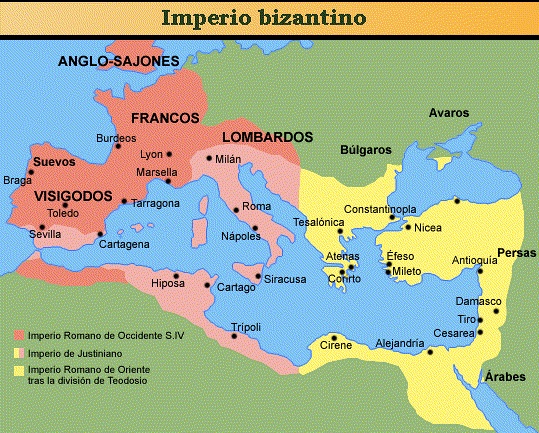 Imperio bizantino
ANGLO-SAJONES
FRANCOS
Avaros
Burdeos
LOMBARDOS
Búlgaros
Lyon
Milán
Suevos
Marsella
Braga
VISIGODOS
Toledo
Tarragona
Roma
Constantinopla
Tesalónica
Nicea
Sevilla
Cartagena
Nápoles
Atenas
Éfeso
Persas
Antioquía
Corirto
Mileto
Hiposa
Cartago
Siracusa
Damasco
Tiro
Trípoli
Cesarea
Cirene
Alejandría
Árabes
Imperio Romano de Occidente S.IV
Imperio de Justiniano
Imperio Romano de Oriente
tras la división de Teodosio